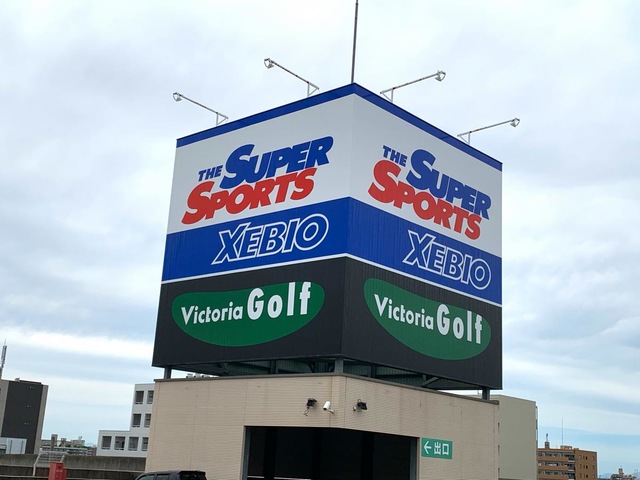 THE SUPER
SPORTS
XEBIO
Victoria Golf
THE SUPER
SPORTS
XEBIO
Victoria Golf
←出口